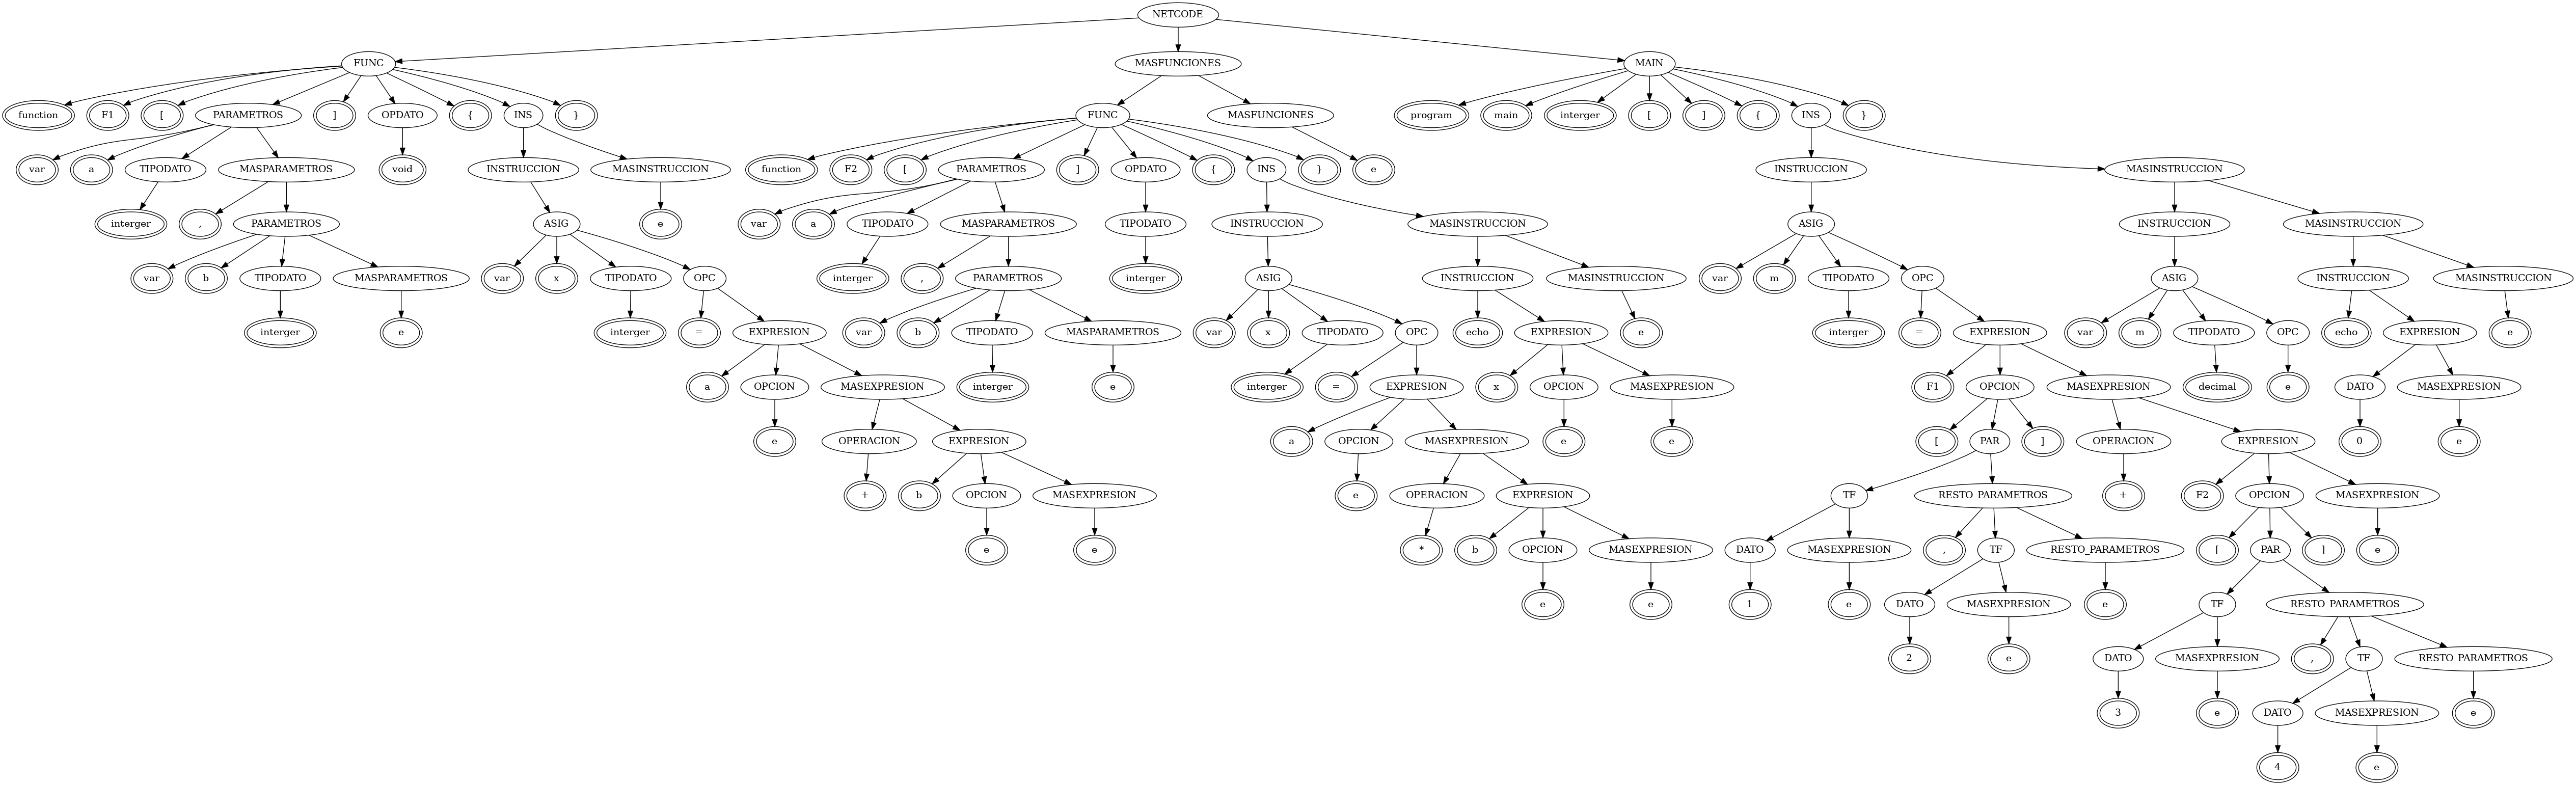 NETCODE
FUNC MASFUNCIONES MAIN
function F1 [ PARAMETROS ] OPDATO { INS } FUNC MASFUNCIONES program main interger [ ] { INS }
var a TIPODATO MASPARAMETROS void INSTRUCCION MASINSTRUCCION function F2 [ PARAMETROS ] OPDATO { INS } e INSTRUCCION MASINSTRUCCION
interger , PARAMETROS ASIG e var a TIPODATO MASPARAMETROS TIPODATO INSTRUCCION MASINSTRUCCION ASIG INSTRUCCION MASINSTRUCCION
var b TIPODATO MASPARAMETROS var x TIPODATO OPC interger , PARAMETROS interger ASIG INSTRUCCION MASINSTRUCCION var m TIPODATO OPC ASIG INSTRUCCION MASINSTRUCCION
interger e interger = EXPRESION var b TIPODATO MASPARAMETROS var x TIPODATO OPC echo EXPRESION e interger = EXPRESION var m TIPODATO OPC echo EXPRESION e
a OPCION MASEXPRESION interger e interger = EXPRESION x OPCION MASEXPRESION F1 OPCION MASEXPRESION decimal e DATO MASEXPRESION
e OPERACION EXPRESION a OPCION MASEXPRESION e e [ PAR ] OPERACION EXPRESION 0 e
+ b OPCION MASEXPRESION e OPERACION EXPRESION TF RESTO_PARAMETROS + F2 OPCION MASEXPRESION
e e * b OPCION MASEXPRESION DATO MASEXPRESION , TF RESTO_PARAMETROS [ PAR ] e
e e 1 e DATO MASEXPRESION e TF RESTO_PARAMETROS
2 e DATO MASEXPRESION , TF RESTO_PARAMETROS
3 e DATO MASEXPRESION e
4 e